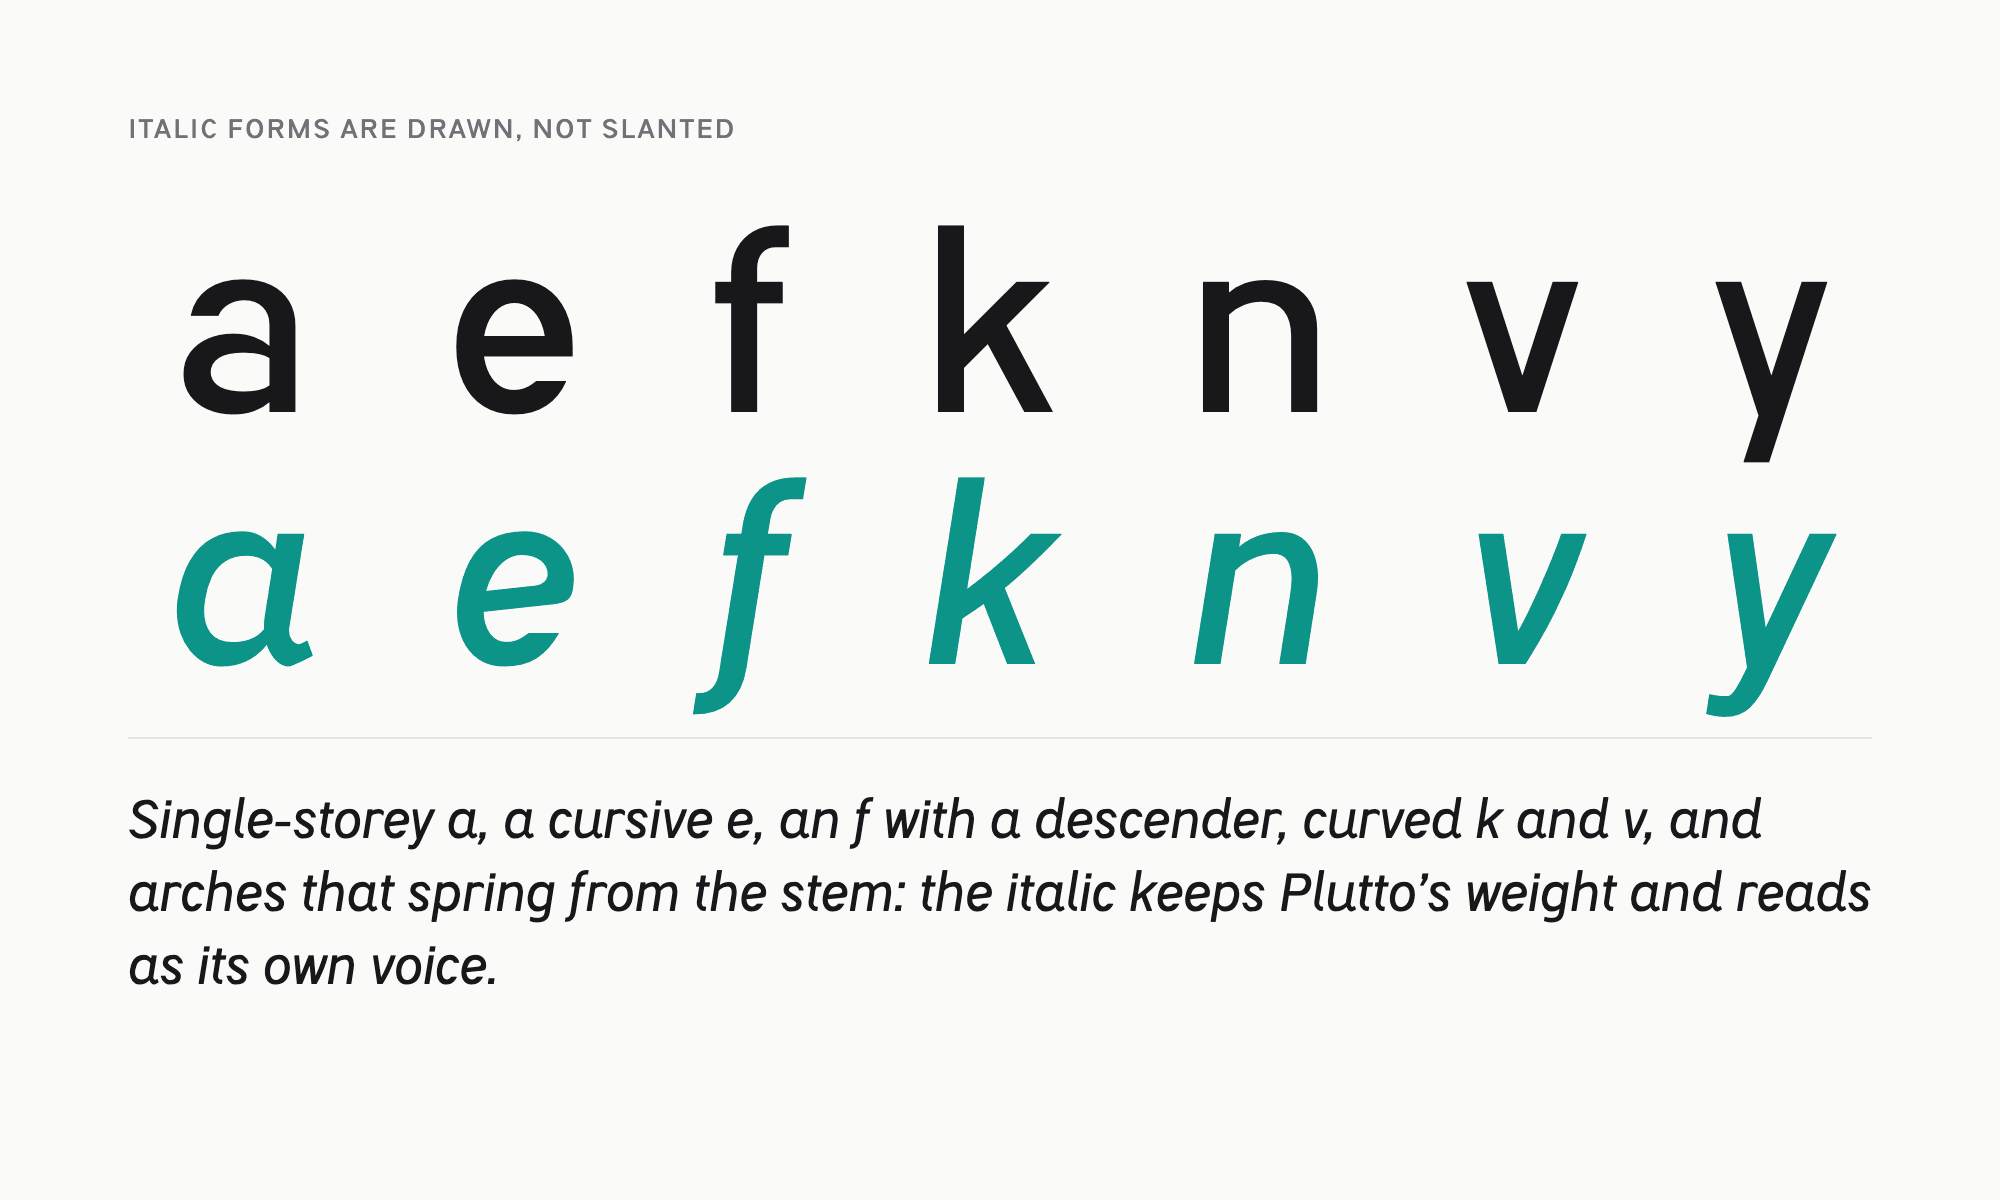 ITALIC FORMS ARE DRAWN, NOT SLANTED
a e f k n v y
a e f k n v y
Single-storey a, a cursive e, an f with a descender, curved k and v, and
arches that spring from the stem: the italic keeps Plutto’s weight and reads
as its own voice.